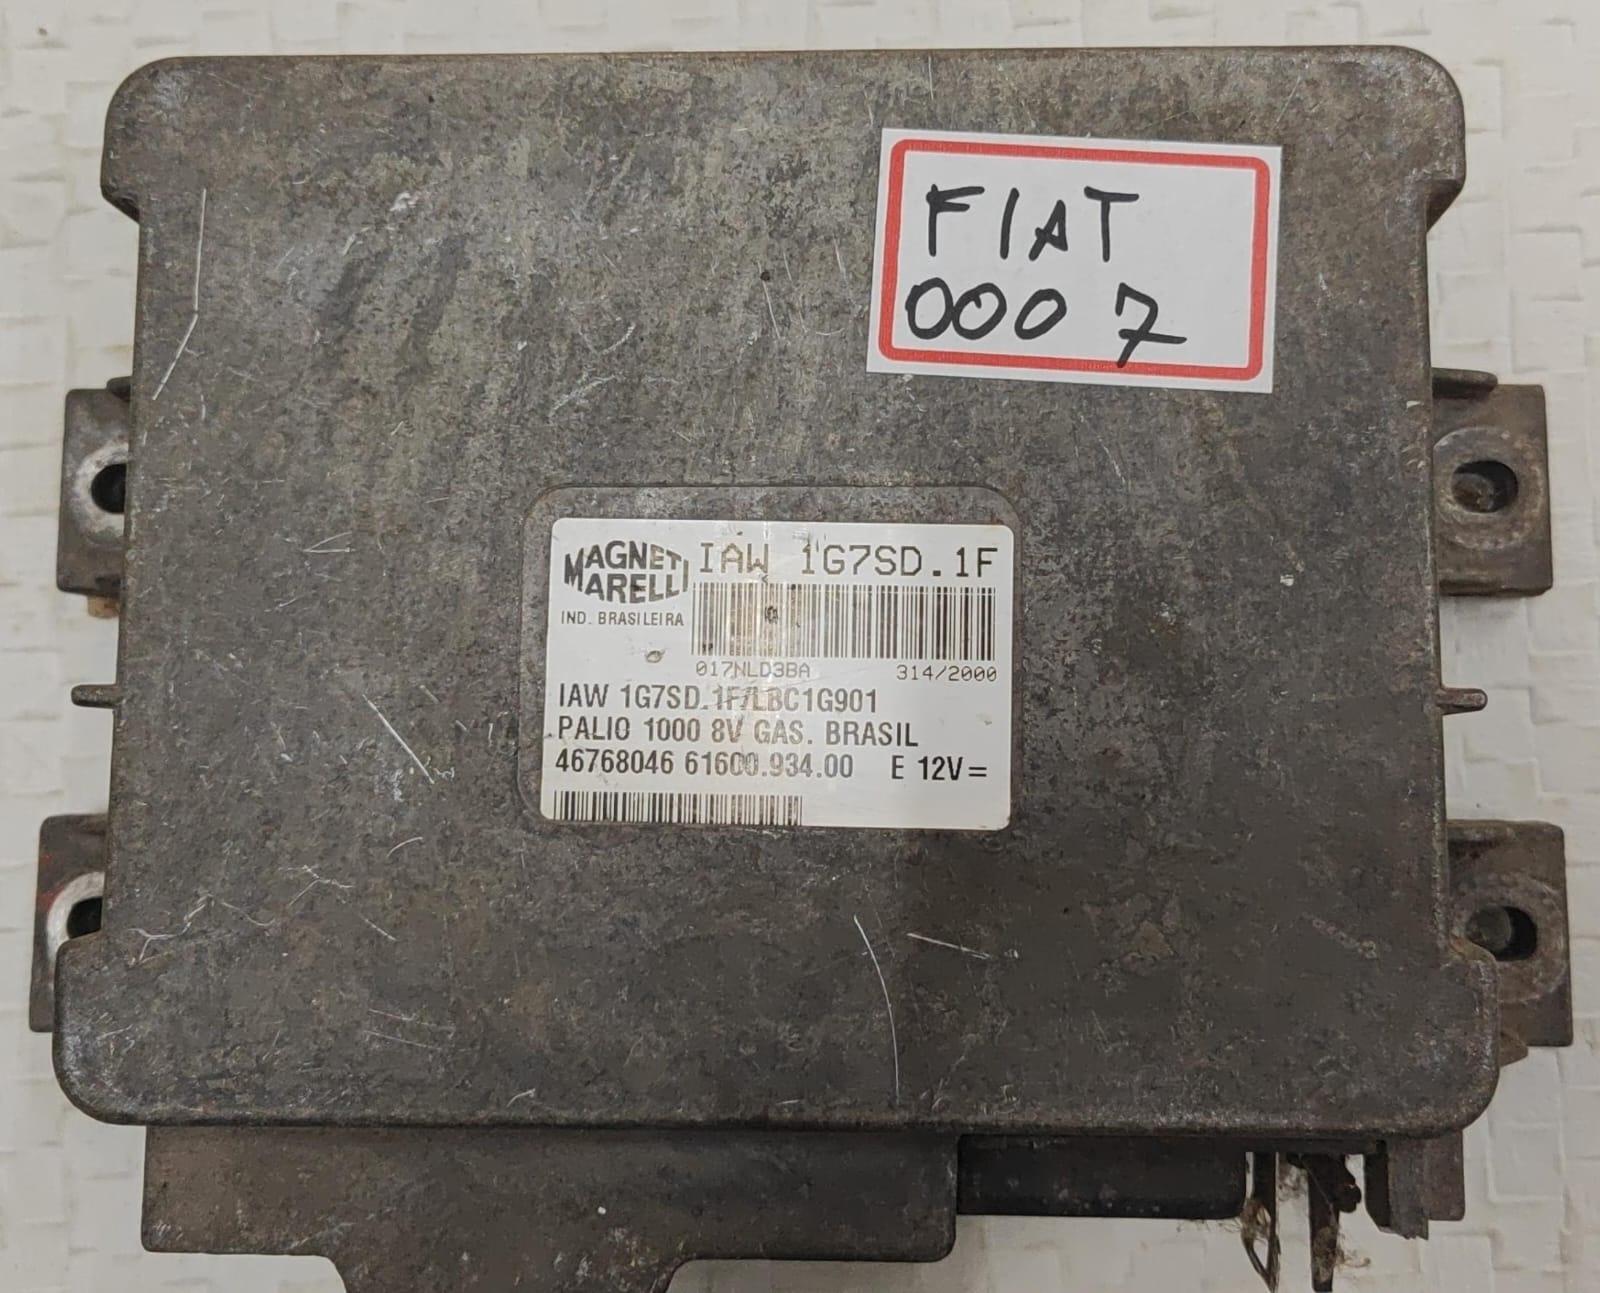 FIAT
0007
MAGNETI
MARELLI
IND. BRASILEIRA
IAW 1G7SD.1F
017NLD3BA 314/2000
IAW 1G7SD.1F/LBC1G901
PALIO 1000 8V GAS. BRASIL
46768046 61600.934.00 E 12V=